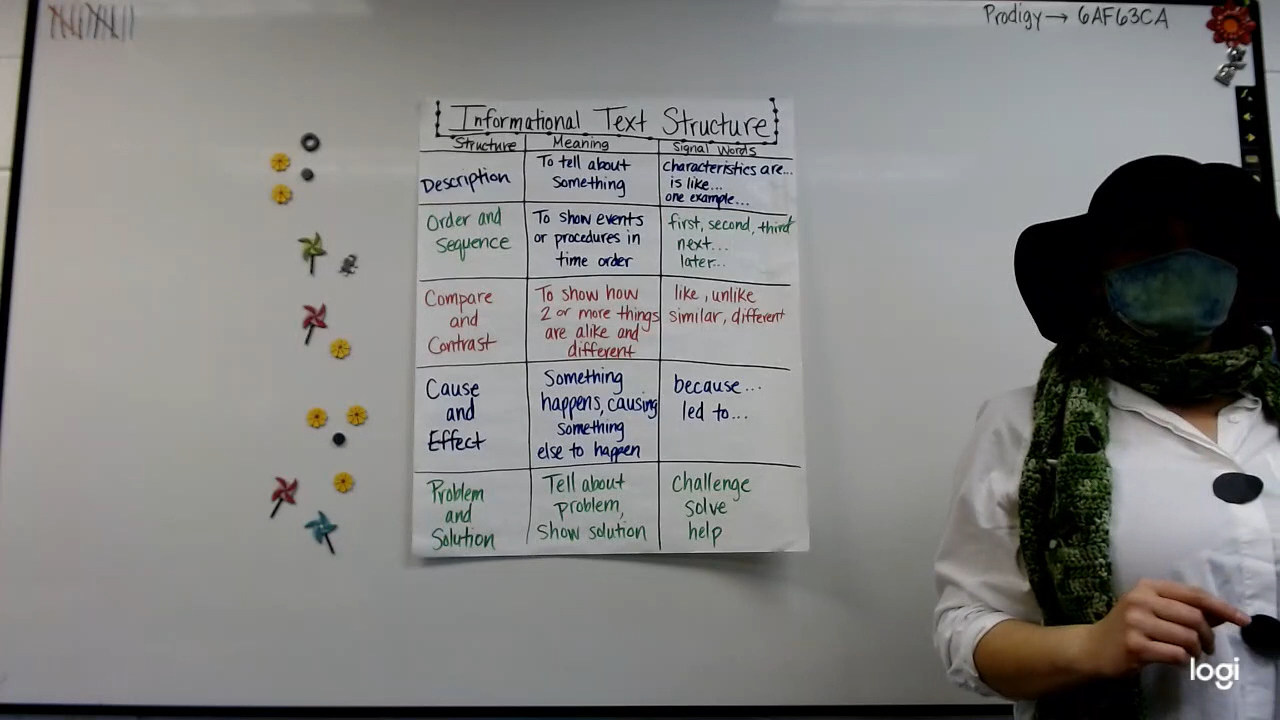 Prodigy → 6AF63CA
Informational Text Structure
Structure Meaning Signal Words
Description
To tell about
something
Characteristics are...
is like...
one example...
Order and
Sequence
To show events
or procedures in
time order
first, second, third
next...
later...
Compare
and
Contrast
To show how
2 or more things
are alike and
different
like, unlike
similar, different
Cause
and
Effect
Something
happens, causing
something
else to happen
because...
led to...
Problem
and
Solution
Tell about
problem,
Show solution
Challenge
solve
help
logi